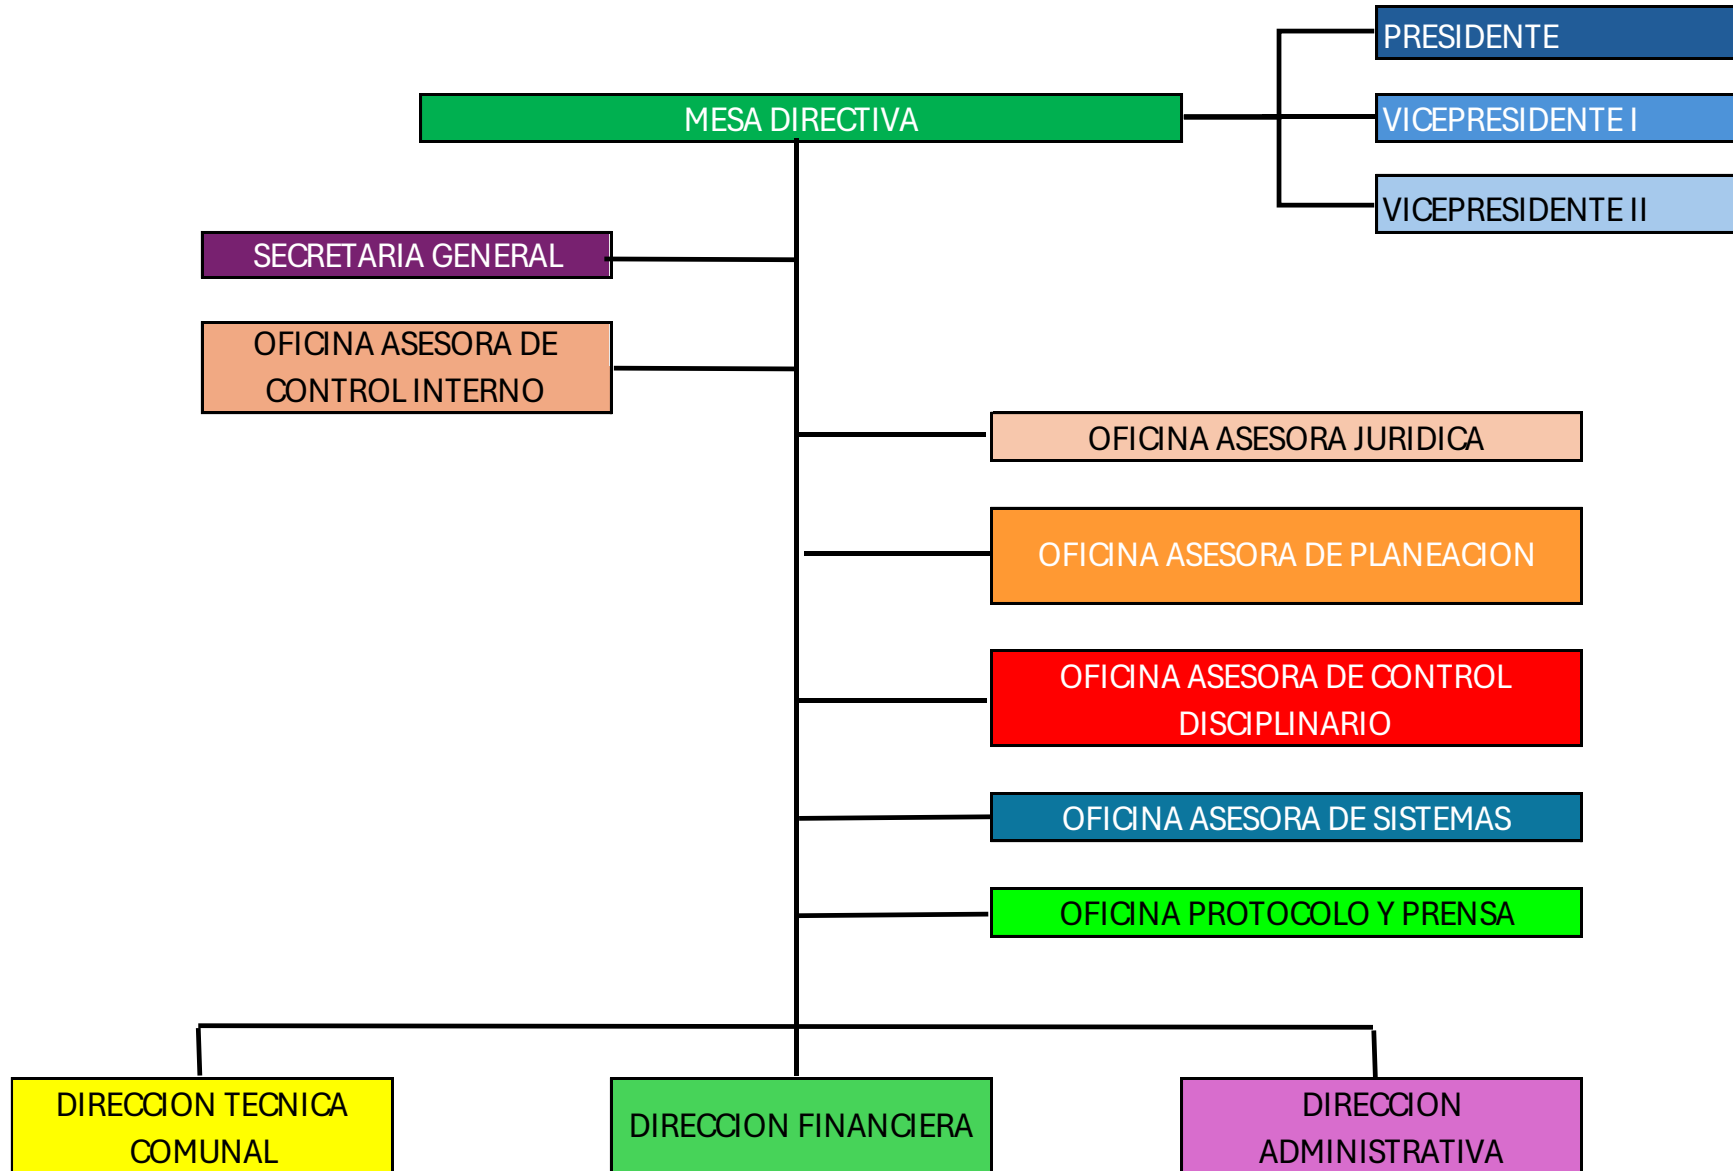 PRESIDENTE
MESA DIRECTIVA
VICEPRESIDENTE I
VICEPRESIDENTE II
SECRETARIA GENERAL
OFICINA ASESORA DE
CONTROL INTERNO
OFICINA ASESORA JURIDICA
OFICINA ASESORA DE PLANEACION
OFICINA ASESORA DE CONTROL
DISCIPLINARIO
OFICINA ASESORA DE SISTEMAS
OFICINA PROTOCOLO Y PRENSA
DIRECCION TECNICA
COMUNAL
DIRECCION FINANCIERA
DIRECCION
ADMINISTRATIVA